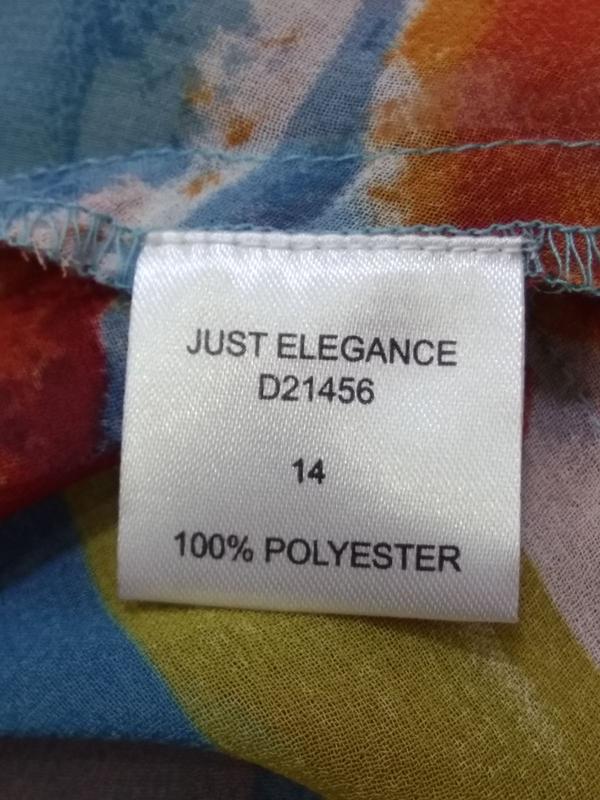 JUST ELEGANCE
D21456
14
100% POLYESTER